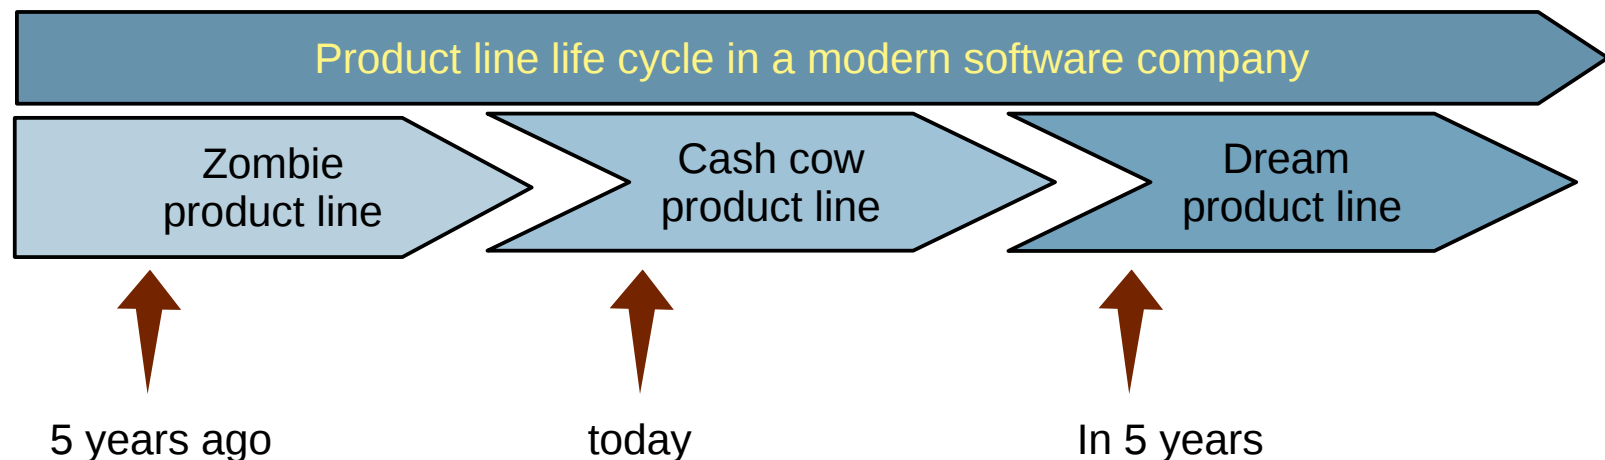 Product line life cycle in a modern software company
Zombie
product line
Cash cow
product line
Dream
product line
5 years ago
today
In 5 years